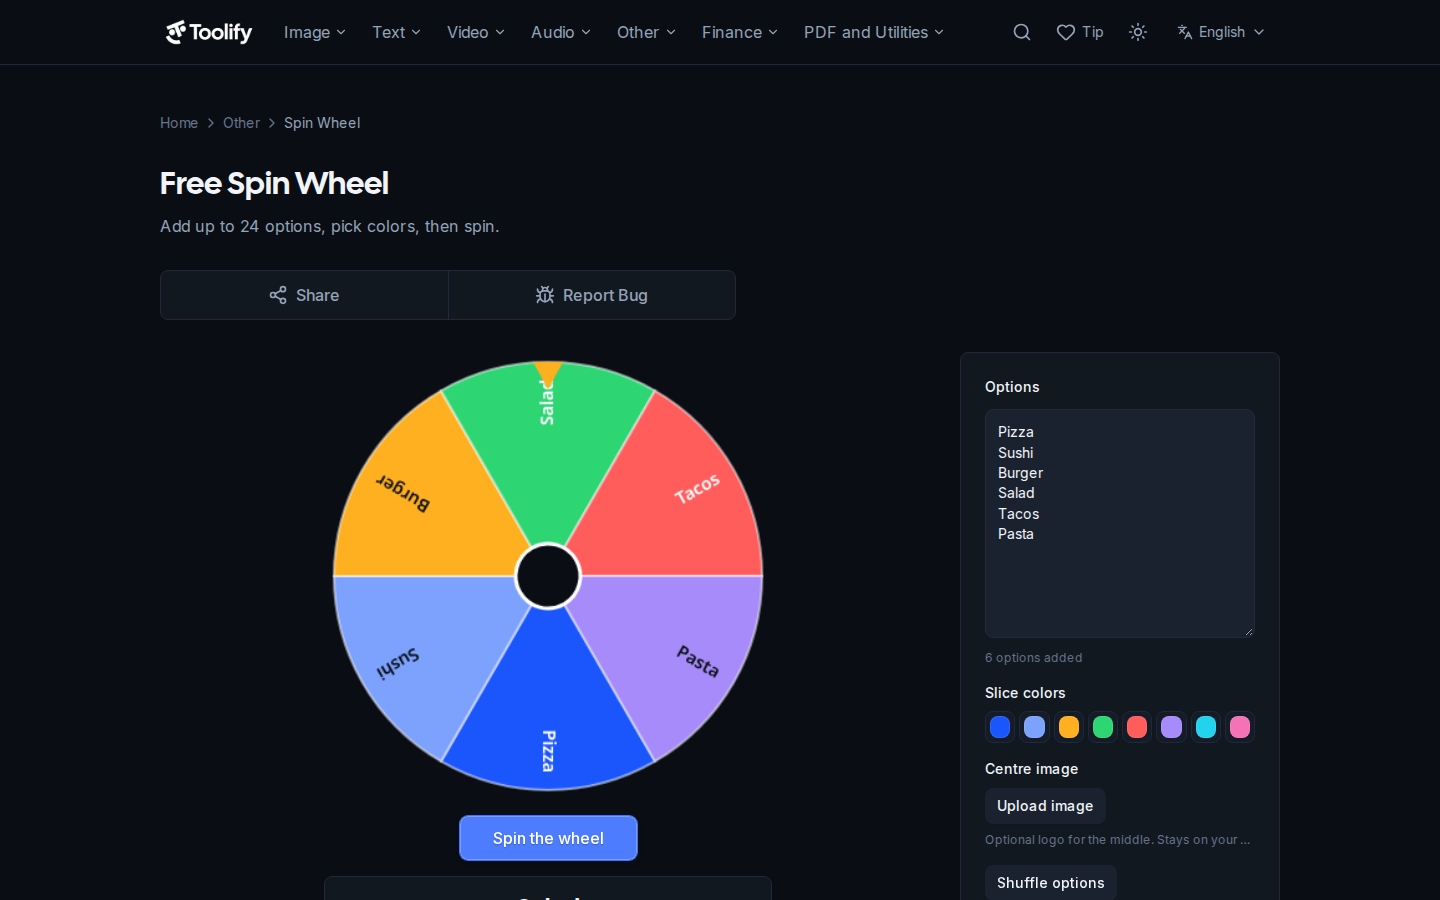 Toolify
Image
Text
Video
Audio
Other
Finance
PDF and Utilities
Tip
English
Home
Other
Spin Wheel
Free Spin Wheel
Add up to 24 options, pick colors, then spin.
Share
Report Bug
Salad
Tacos
Pasta
Pizza
Sushi
Burger
Spin the wheel
Options
Pizza
Sushi
Burger
Salad
Tacos
Pasta
6 options added
Slice colors
Centre image
Upload image
Optional logo for the middle. Stays on your ...
Shuffle options